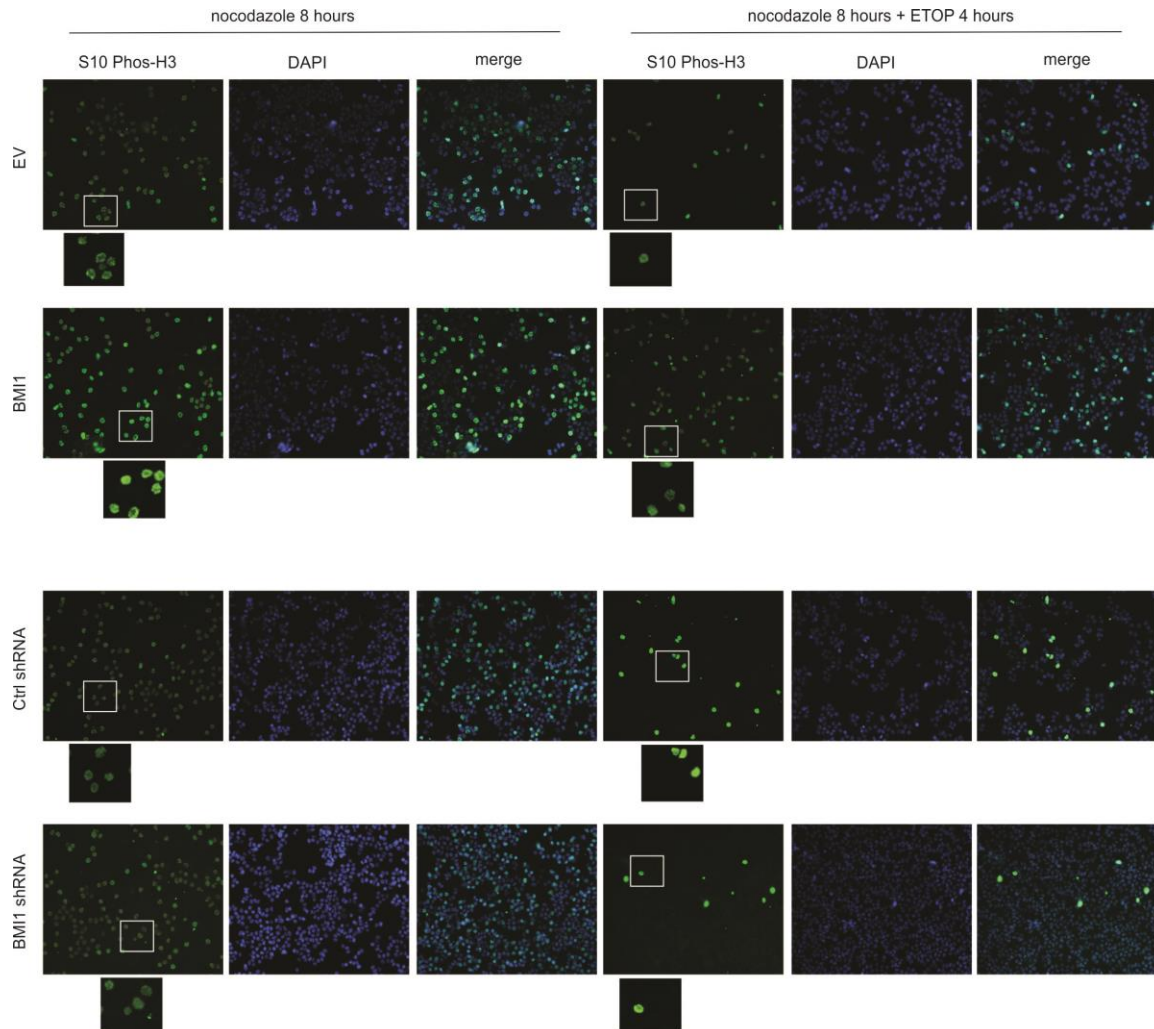 nocodazole 8 hours
nocodazole 8 hours + ETOP 4 hours
S10 Phos-H3
DAPI
merge
S10 Phos-H3
DAPI
merge
EV
BMI1
Ctrl shRNA
BMI1 shRNA